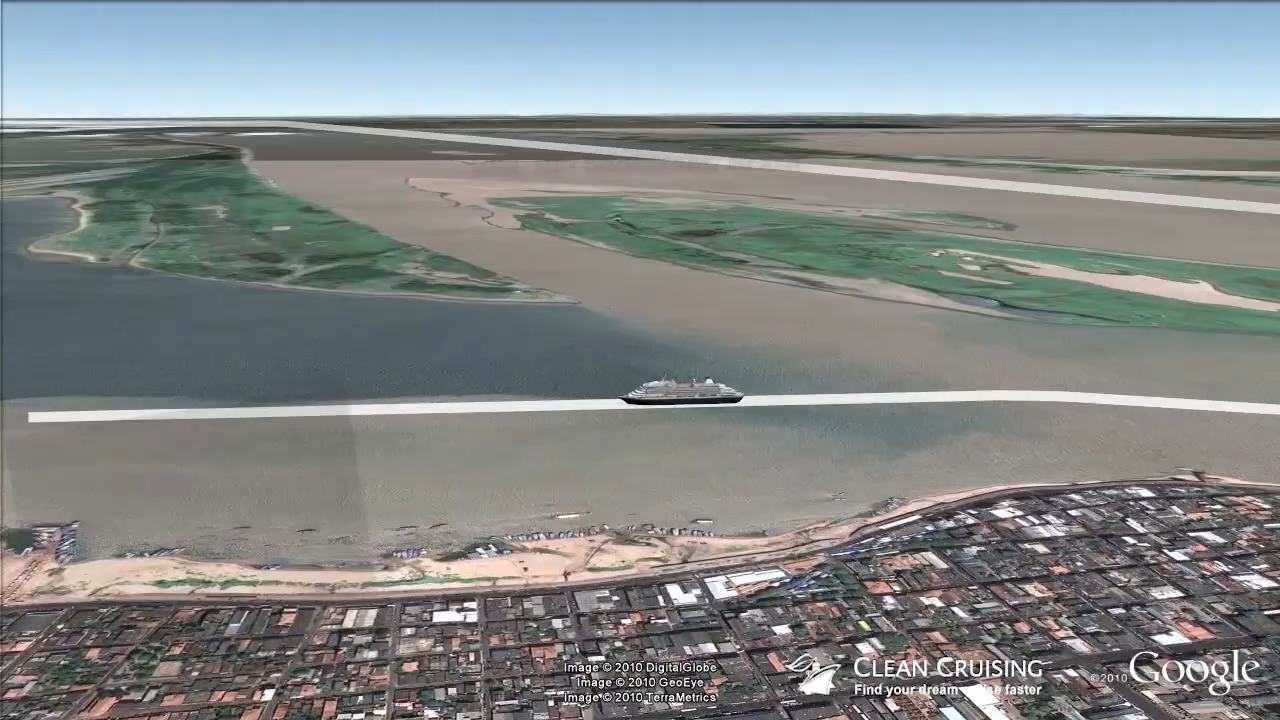 Image © 2010 DigitalGlobe
Image © 2010 GeoEye
Image © 2010 TerraMetrics
CLEAN CRUISING
Find your dream cruise faster
©2010 Google